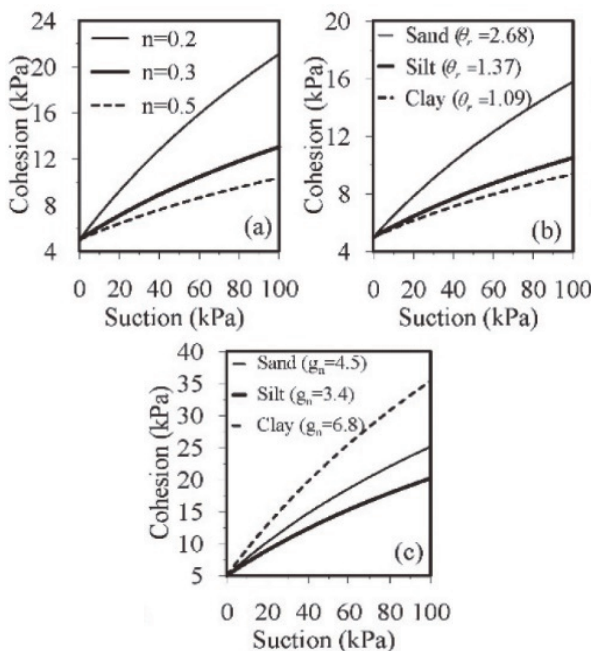 24
20
16
12
8
4
Cohesion (kPa)
n=0.2
n=0.3
n=0.5
(a)
0 20 40 60 80 100
Suction (kPa)
20
16
12
8
4
Cohesion (kPa)
Sand (θr =2.68)
Silt (θr =1.37)
Clay (θr =1.09)
(b)
0 20 40 60 80 100
Suction (kPa)
40
35
30
25
20
15
10
5
Cohesion (kPa)
Sand (gn=4.5)
Silt (gn=3.4)
Clay (gn=6.8)
(c)
0 20 40 60 80 100
Suction (kPa)